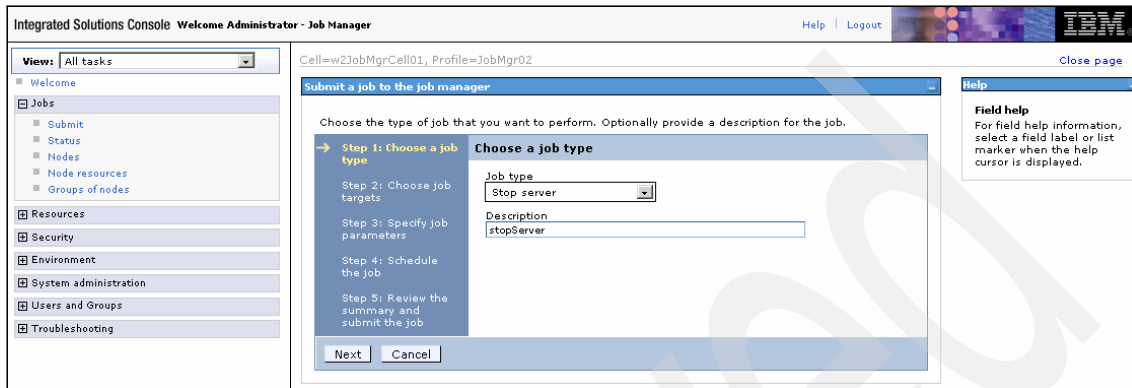 Integrated Solutions Console Welcome Administrator - Job Manager
Help | Logout
IBM.
View: All tasks
Welcome
Jobs
Submit
Status
Nodes
Node resources
Groups of nodes
Resources
Security
Environment
System administration
Users and Groups
Troubleshooting
Cell=w2JobMgrCell01, Profile=JobMgr02
Close page
Submit a job to the job manager
Choose the type of job that you want to perform. Optionally provide a description for the job.
Step 1: Choose a job
type
Step 2: Choose job
targets
Step 3: Specify job
parameters
Step 4: Schedule
the job
Step 5: Review the
summary and
submit the job
Choose a job type
Job type
Stop server
Description
stopServer
Next Cancel
Help
Field help
For field help information,
select a field label or list
marker when the help
cursor is displayed.